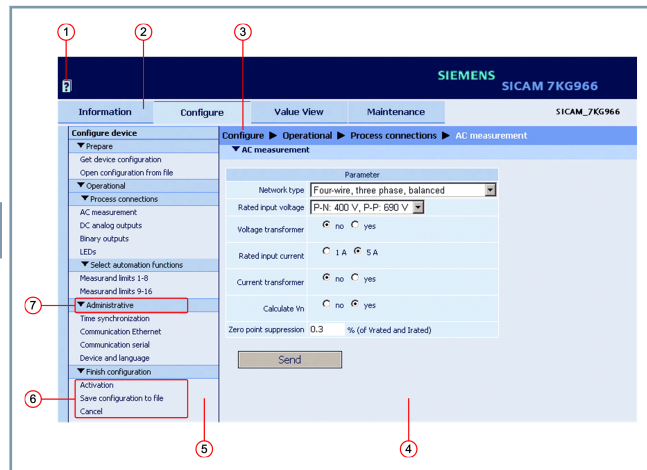 1
2
3
?
SIEMENS
SICAM 7KG966
Information
Configure
Value View
Maintenance
SICAM_7KG966
Configure device
Prepare
Get device configuration
Open configuration from file
Operational
Process connections
AC measurement
DC analog outputs
Binary outputs
LEDs
Select automation functions
Measurand limits 1-8
Measurand limits 9-16
7
Administrative
Time synchronization
Communication Ethernet
Communication serial
Device and language
Finish configuration
6
Activation
Save configuration to file
Cancel
5
Configure ▶ Operational ▶ Process connections ▶ AC measurement
AC measurement
Parameter
Network type Four-wire, three phase, balanced
Rated input voltage P-N: 400 V, P-P: 690 V
Voltage transformer no yes
Rated input current 1 A 5 A
Current transformer no yes
Calculate Vn no yes
Zero point suppression 0.3 % (of Vrated and Irated)
Send
4